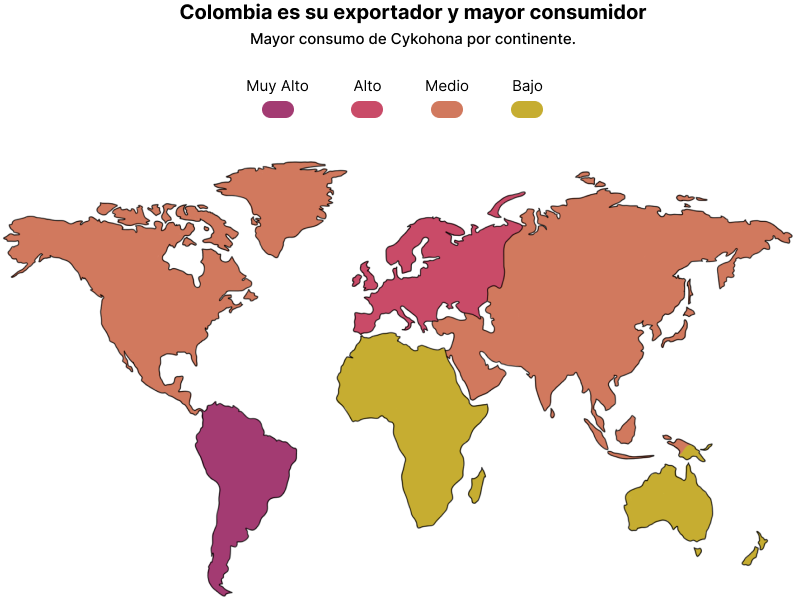 Colombia es su exportador y mayor consumidor
Mayor consumo de Cykohona por continente.
Muy Alto Alto Medio Bajo